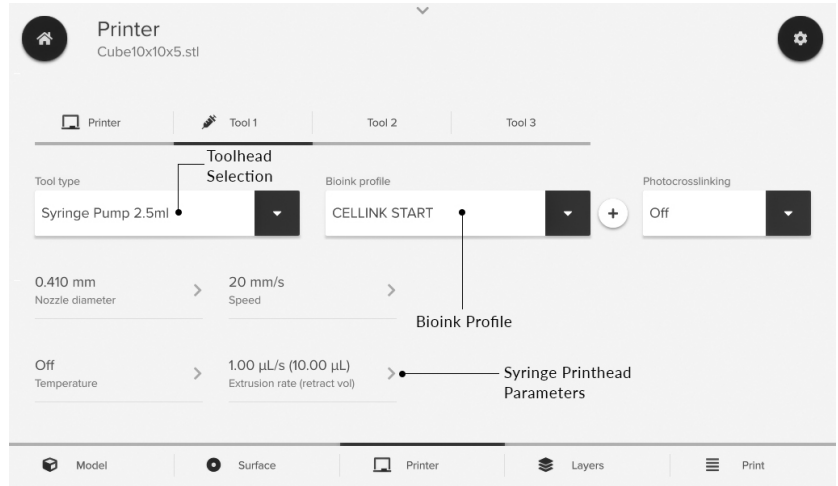 Printer
Cube10x10x5.stl
Printer
Tool 1
Tool 2
Tool 3
Toolhead
Selection
Tool type
Bioink profile
Photocrosslinking
Syringe Pump 2.5ml
CELLINK START
+
Off
0.410 mm
Nozzle diameter
20 mm/s
Speed
Bioink Profile
Off
Temperature
1.00 µL/s (10.00 µL)
Extrusion rate (retract vol)
Syringe Printhead
Parameters
Model
Surface
Printer
Layers
Print